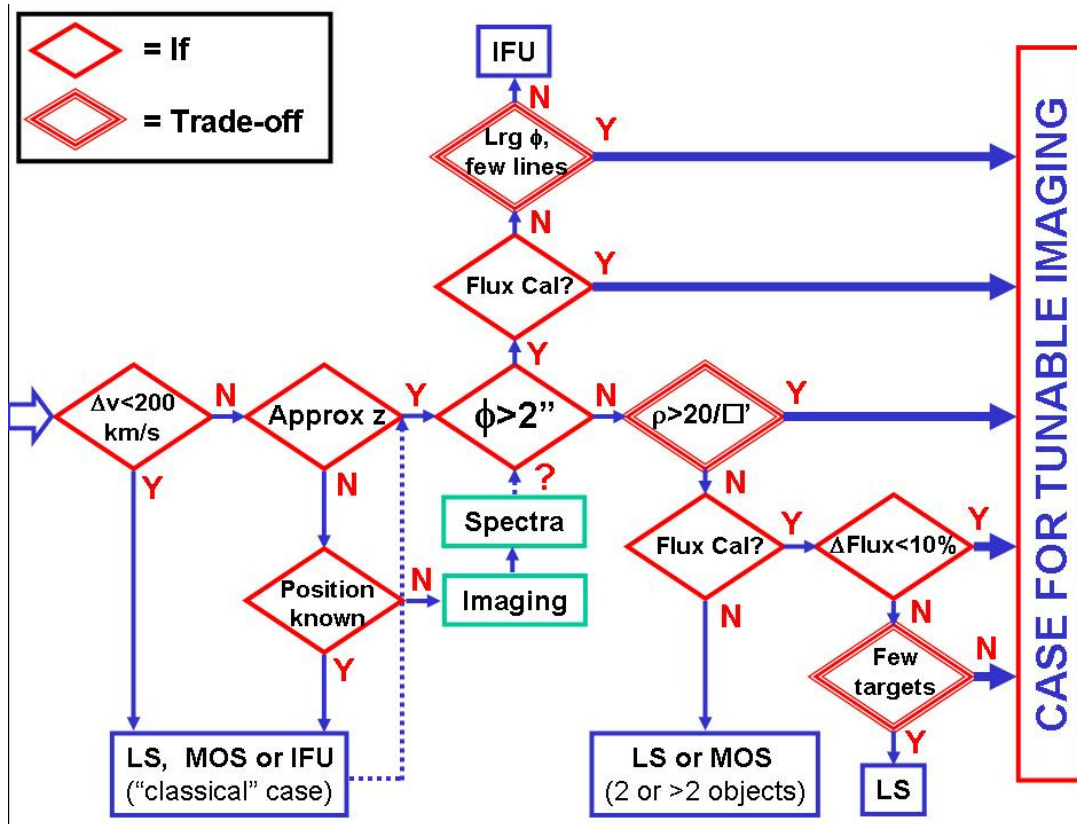 = If
= Trade-off
IFU
N
Lrg ϕ,
few lines
Y
N
Flux Cal?
Y
Y
Δv<200
km/s
N
Approx z
Y
ϕ>2”
N
ρ>20/□’
Y
Y
N
?
N
Spectra
Flux Cal?
Y
ΔFlux<10%
Y
Position
known
N
Imaging
N
N
Y
Few
targets
N
Y
LS, MOS or IFU
(“classical” case)
LS or MOS
(2 or >2 objects)
LS
CASE FOR TUNABLE IMAGING